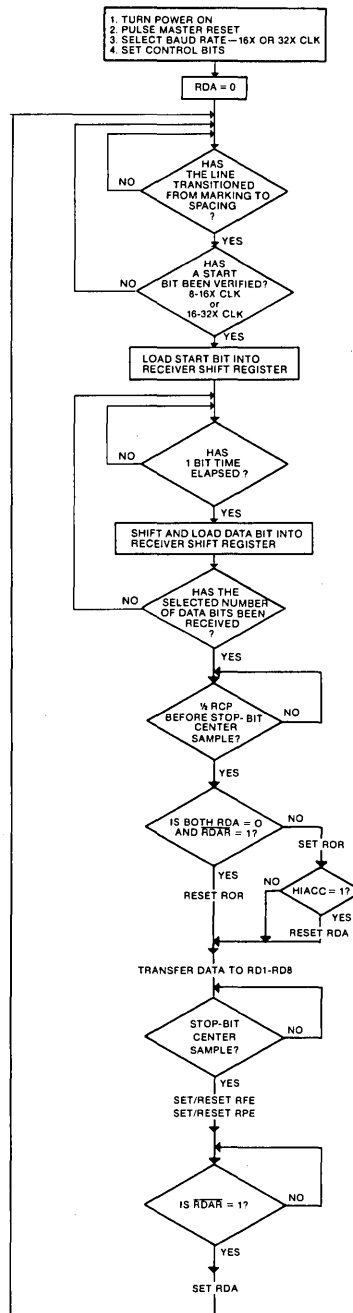 1. TURN POWER ON
2. PULSE MASTER RESET
3. SELECT BAUD RATE—16X OR 32X CLK
4. SET CONTROL BITS
RDA = 0
HAS
THE LINE
TRANSITIONED
FROM MARKING TO
SPACING
?
NO
YES
HAS
A START
BIT BEEN VERIFIED?
8-16X CLK
or
16-32X CLK
NO
YES
LOAD START BIT INTO
RECEIVER SHIFT REGISTER
HAS
1 BIT TIME
ELAPSED ?
NO
YES
SHIFT AND LOAD DATA BIT INTO
RECEIVER SHIFT REGISTER
HAS THE
SELECTED NUMBER
OF DATA BITS BEEN
RECEIVED
?
NO
YES
½ RCP
BEFORE STOP- BIT
CENTER
SAMPLE?
NO
YES
IS BOTH RDA = 0
AND R̅D̅A̅R̅ = 1?
NO
SET ROR
YES
RESET ROR
HIACC = 1?
NO
YES
RESET RDA
TRANSFER DATA TO RD1-RD8
STOP-BIT
CENTER
SAMPLE?
NO
YES
SET/RESET RFE
SET/RESET RPE
IS R̅D̅A̅R̅ = 1?
NO
YES
SET RDA